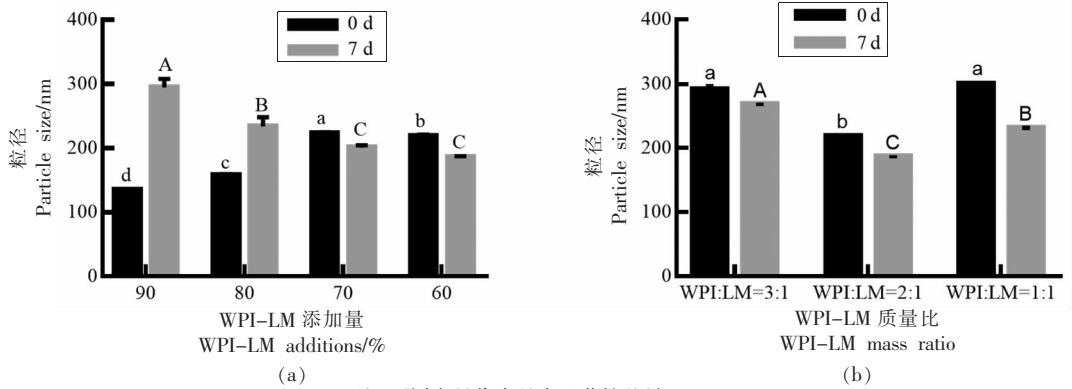 400
300
200
100
0
粒径
Particle size/nm
0 d
7 d
d
A
c
B
a
C
b
C
90
80
70
60
WPI-LM 添加量
WPI-LM additions/%
(a)
400
300
200
100
0
粒径
Particle size/nm
0 d
7 d
a
A
b
C
a
B
WPI:LM=3:1
WPI:LM=2:1
WPI:LM=1:1
WPI-LM 质量比
WPI-LM mass ratio
(b)